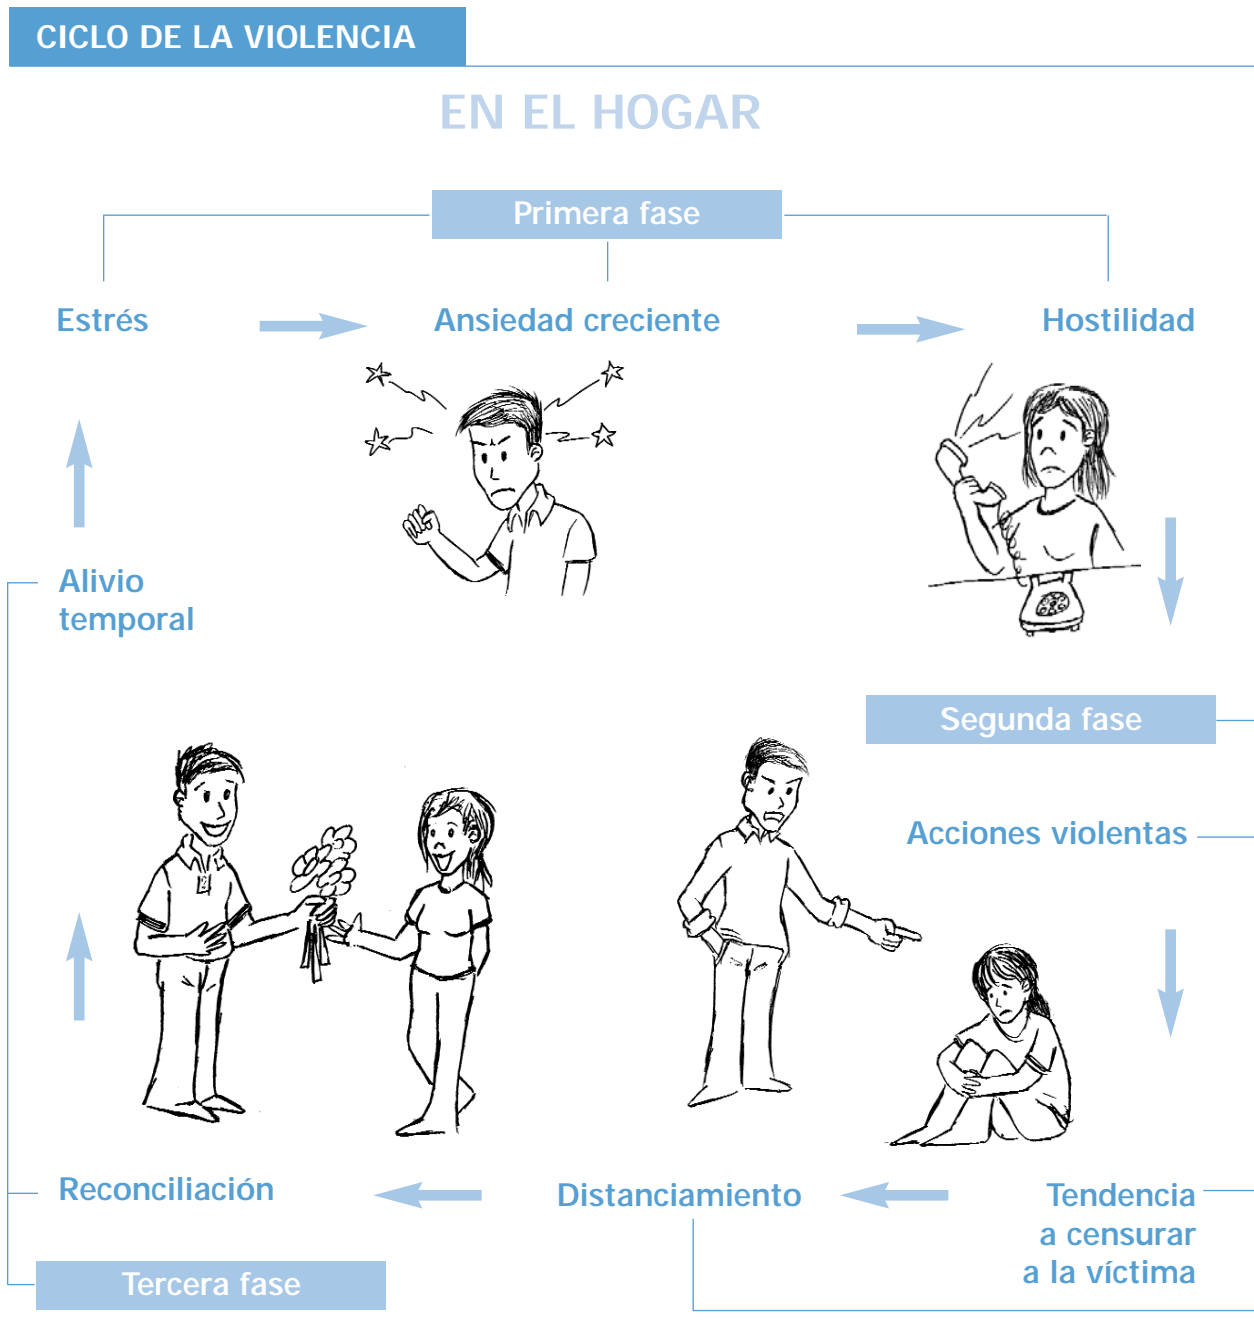 CICLO DE LA VIOLENCIA
EN EL HOGAR
Primera fase
Estrés
Ansiedad creciente
Hostilidad
Alivio
temporal
Segunda fase
Acciones violentas
Reconciliación
Distanciamiento
Tendencia
a censurar
a la víctima
Tercera fase